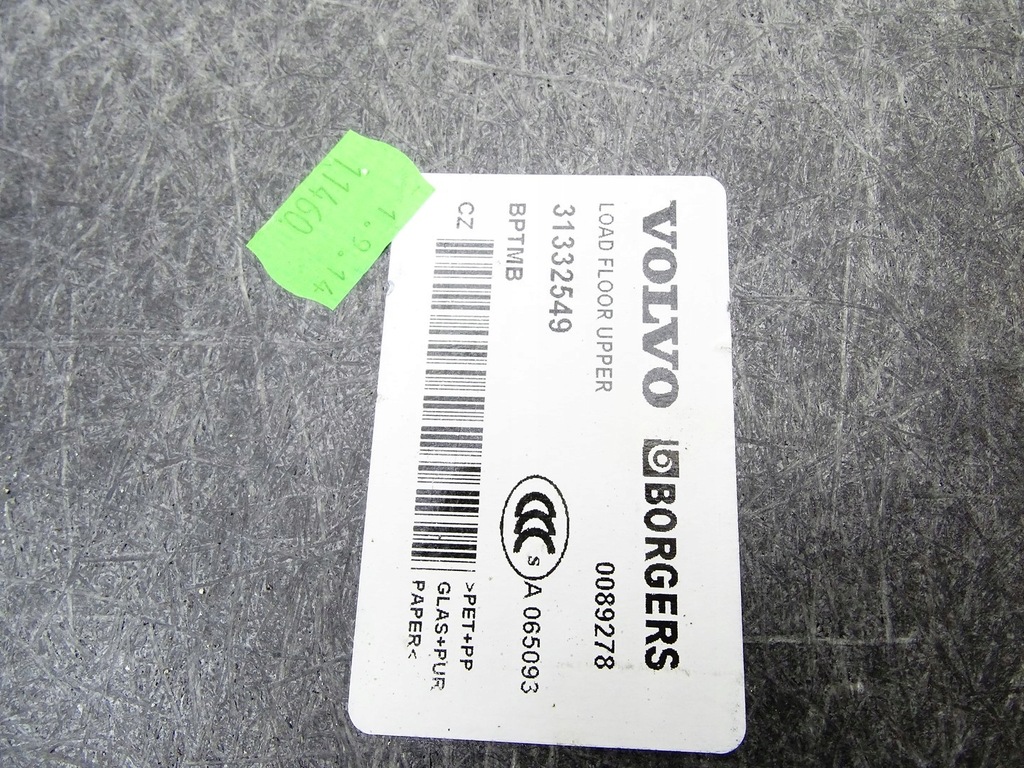 VOLVO BORGERS
LOAD FLOOR UPPER 0089278
31332549
BPTMB A 065093
CCC S
CZ >PET+PP
GLAS+PUR
PAPER<
1.9.14
11460